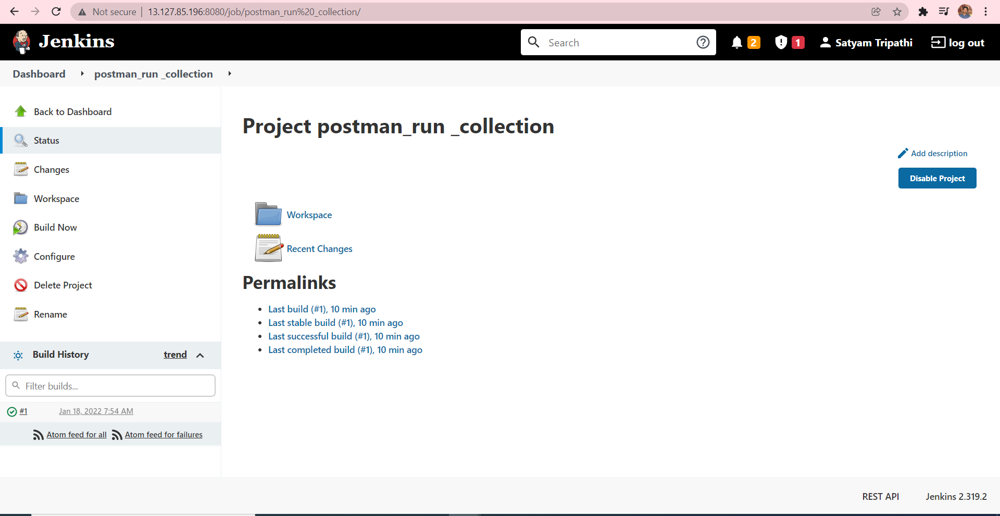 Not secure | 13.127.85.196:8080/job/postman_run%20_collection/
Jenkins
Search
2
1
Satyam Tripathi
log out
Dashboard
postman_run _collection
Back to Dashboard
Status
Changes
Workspace
Build Now
Configure
Delete Project
Rename
Build History
trend
Filter builds...
#1
Jan 18, 2022 7:54 AM
Atom feed for all
Atom feed for failures
Project postman_run _collection
Add description
Disable Project
Workspace
Recent Changes
Permalinks
Last build (#1), 10 min ago
Last stable build (#1), 10 min ago
Last successful build (#1), 10 min ago
Last completed build (#1), 10 min ago
REST API
Jenkins 2.319.2